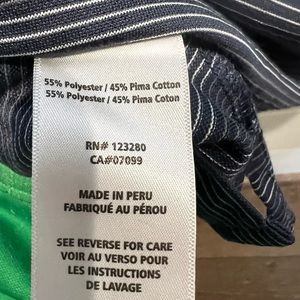 55% Polyester / 45% Pima Cotton
55% Polyester / 45% Pima Coton
RN# 123280
CA#07099
MADE IN PERU
FABRIQUÉ AU PÉROU
SEE REVERSE FOR CARE
VOIR AU VERSO POUR
LES INSTRUCTIONS
DE LAVAGE